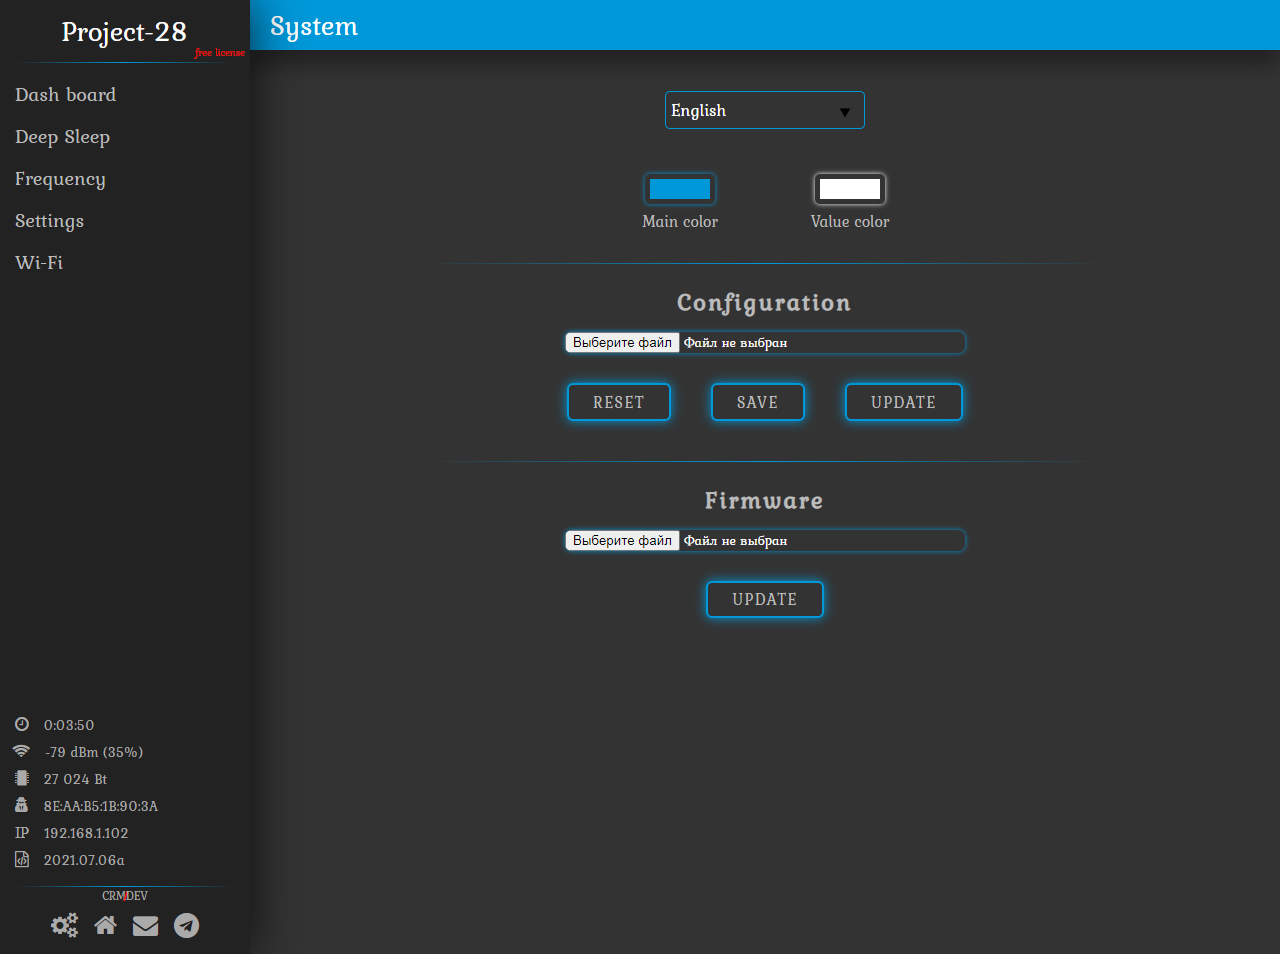 Project-28
free license
System
Dash board
Deep Sleep
Frequency
Settings
Wi-Fi
English
Main color
Value color
Configuration
Выберите файл Файл не выбран
RESET
SAVE
UPDATE
Firmware
Выберите файл Файл не выбран
UPDATE
0:03:50
-79 dBm (35%)
27 024 Bt
8E:AA:B5:1B:90:3A
IP 192.168.1.102
2021.07.06a
CRMDEV